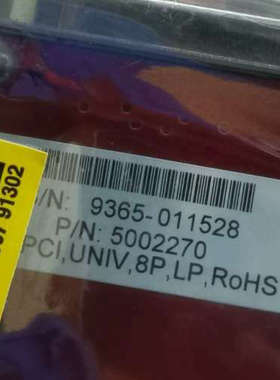 /N: 9365-011528
P/N: 5002270
PCI,UNIV,8P,LP,RoHS
91302